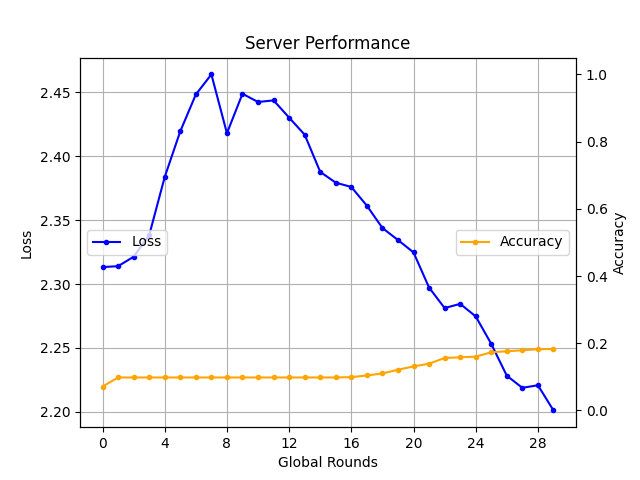 Server Performance
2.45
2.40
2.35
2.30
2.25
2.20
Loss
Loss
Accuracy
1.0
0.8
0.6
0.4
0.2
0.0
Accuracy
0 4 8 12 16 20 24 28
Global Rounds